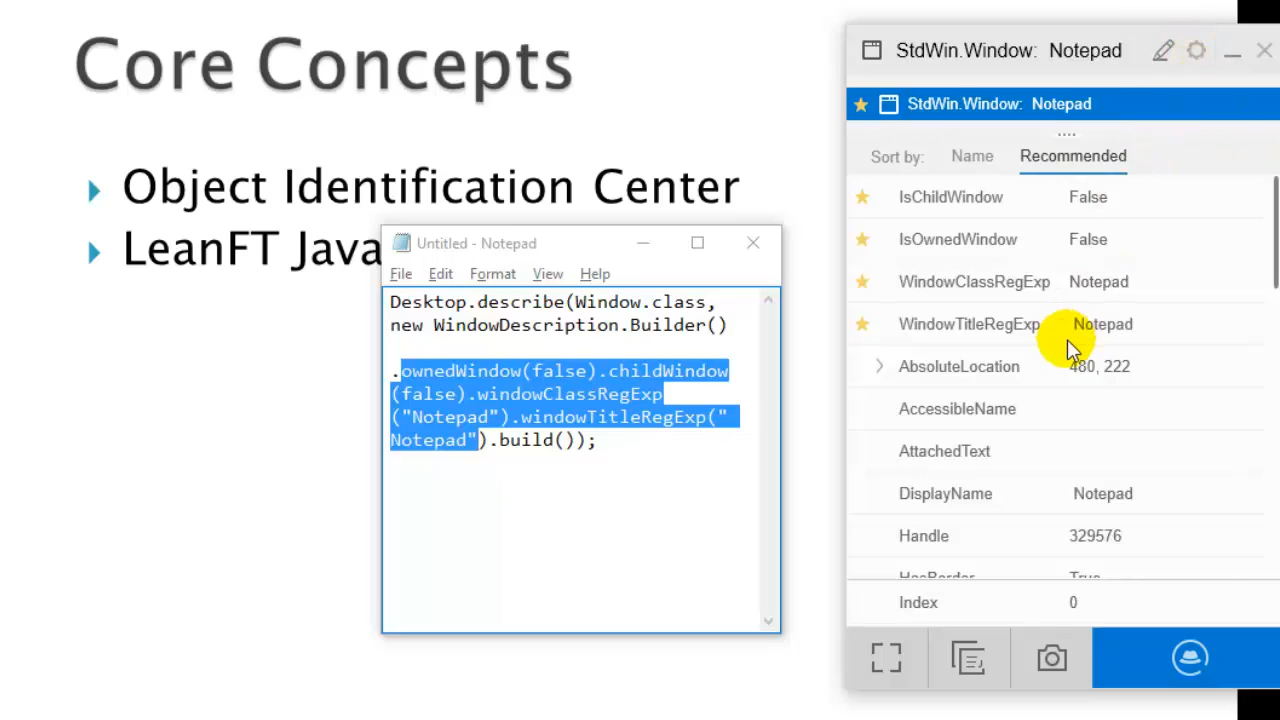 Core Concepts
Object Identification Center
LeanFT Java
Untitled - Notepad
File Edit Format View Help
Desktop.describe(Window.class,
new WindowDescription.Builder()
.ownedWindow(false).childWindow
(false).windowClassRegExp
("Notepad").windowTitleRegExp("
Notepad").build());
StdWin.Window: Notepad
StdWin.Window: Notepad
Sort by: Name Recommended
IsChildWindow False
IsOwnedWindow False
WindowClassRegExp Notepad
WindowTitleRegExp Notepad
AbsoluteLocation 480, 222
AccessibleName
AttachedText
DisplayName Notepad
Handle 329576
HasBorder True
Index 0